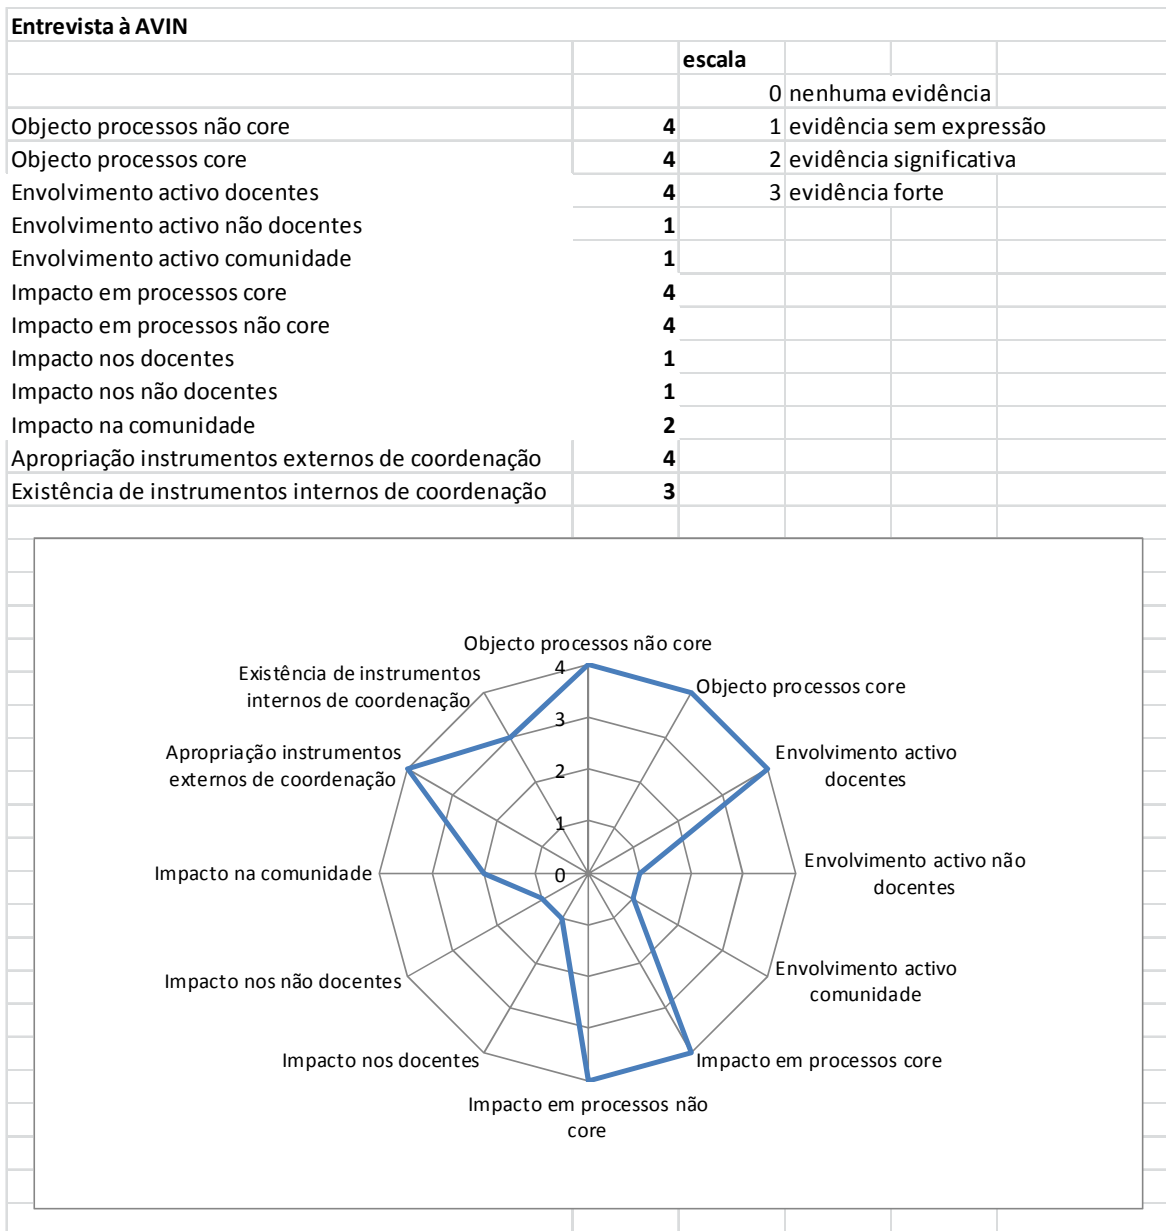 Entrevista à AVIN
escala
0 nenhuma evidência
Objecto processos não core 4 1 evidência sem expressão
Objecto processos core 4 2 evidência significativa
Envolvimento activo docentes 4 3 evidência forte
Envolvimento activo não docentes 1
Envolvimento activo comunidade 1
Impacto em processos core 4
Impacto em processos não core 4
Impacto nos docentes 1
Impacto nos não docentes 1
Impacto na comunidade 2
Apropriação instrumentos externos de coordenação 4
Existência de instrumentos internos de coordenação 3
Objecto processos não core
Objecto processos core
Envolvimento activo
docentes
Envolvimento activo não
docentes
Envolvimento activo
comunidade
Impacto em processos core
Impacto em processos não
core
Impacto nos docentes
Impacto nos não docentes
Impacto na comunidade
Apropriação instrumentos
externos de coordenação
Existência de instrumentos
internos de coordenação
4
3
2
1
0